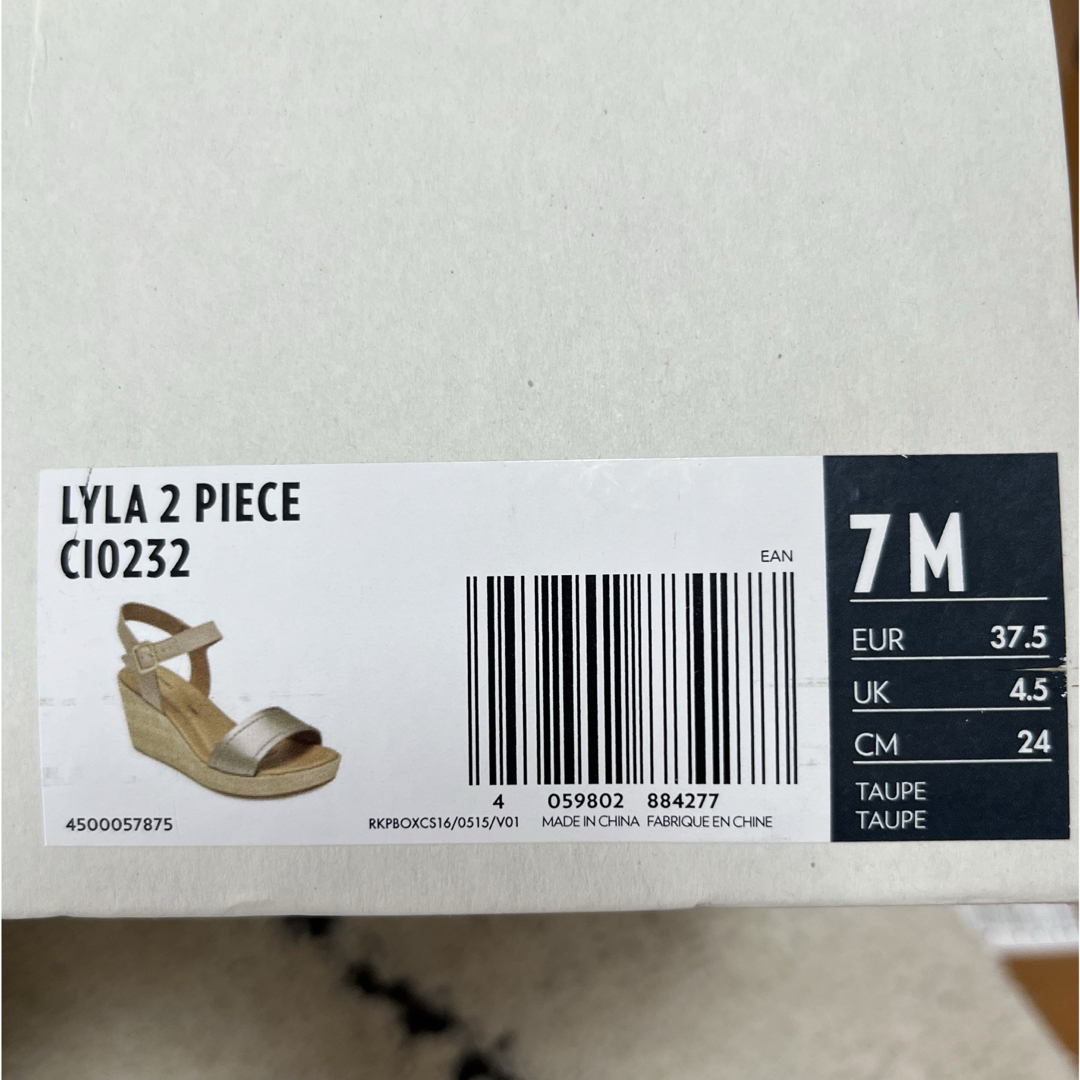 LYLA 2 PIECE
CI0232
4500057875
EAN
4 059802 884277
RKPBOXCS16/0515/V01 MADE IN CHINA FABRIQUE EN CHINE
7 M
EUR 37.5
UK 4.5
CM 24
TAUPE
TAUPE